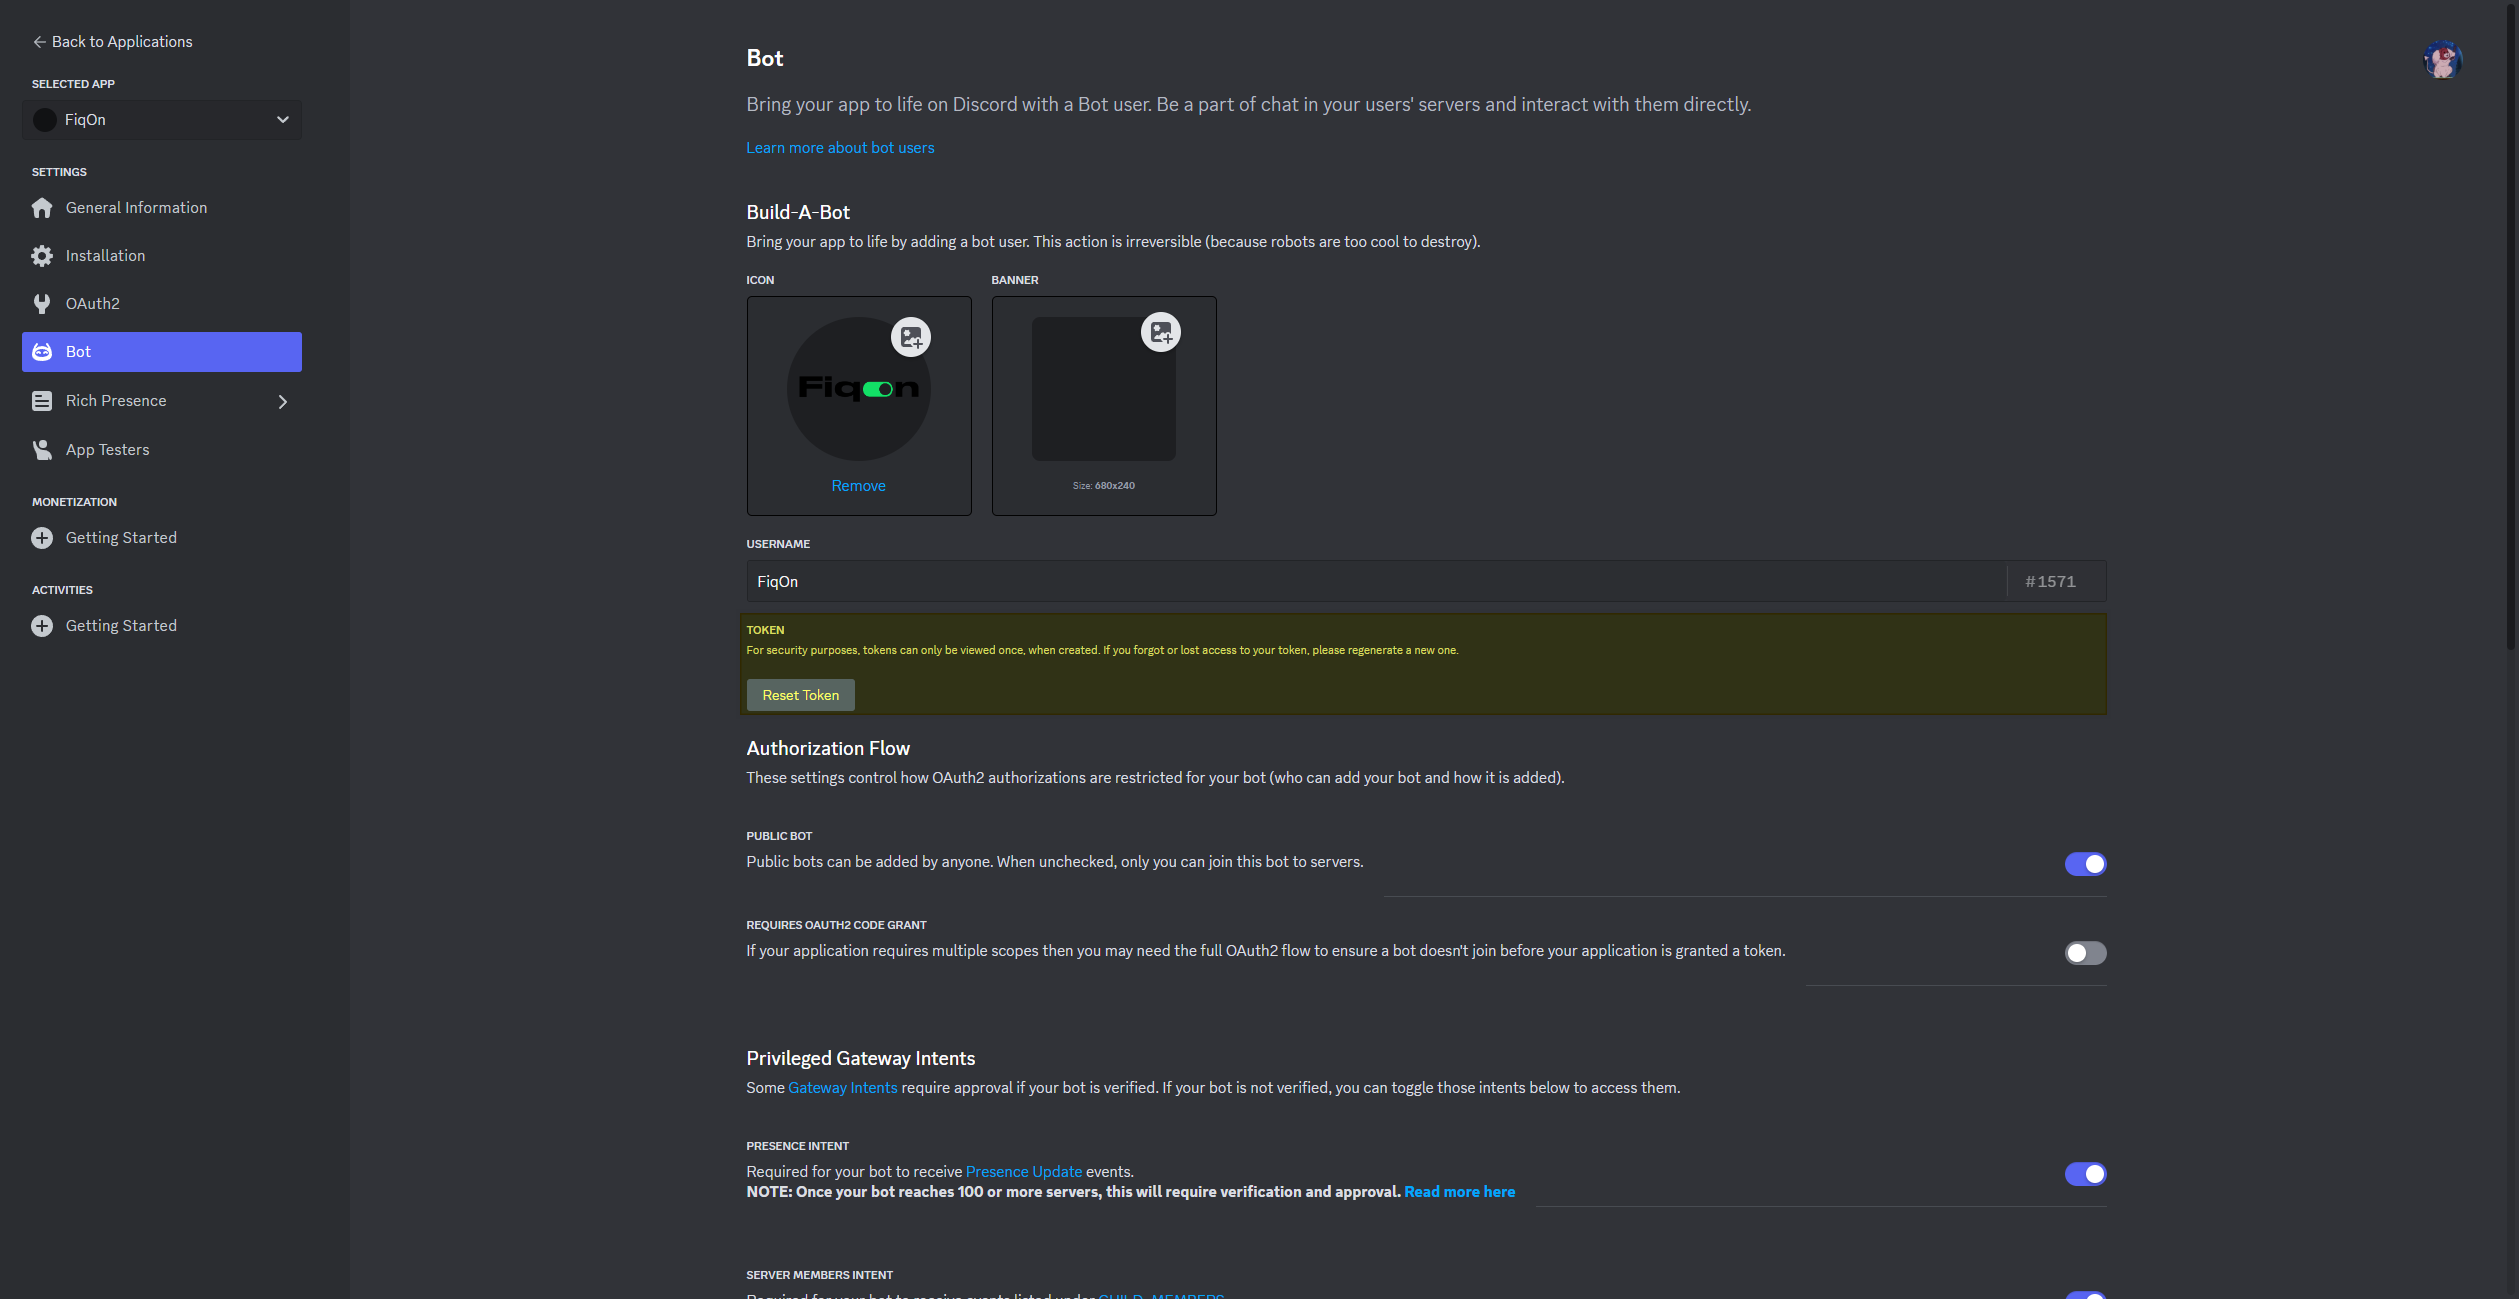 Back to Applications
SELECTED APP
FiqOn
SETTINGS
General Information
Installation
OAuth2
Bot
Rich Presence
App Testers
MONETIZATION
Getting Started
ACTIVITIES
Getting Started
Bot
Bring your app to life on Discord with a Bot user. Be a part of chat in your users' servers and interact with them directly.
Learn more about bot users
Build-A-Bot
Bring your app to life by adding a bot user. This action is irreversible (because robots are too cool to destroy).
ICON
BANNER
FiqOn
Remove
Size: 680x240
USERNAME
FiqOn
#1571
TOKEN
For security purposes, tokens can only be viewed once, when created. If you forgot or lost access to your token, please regenerate a new one.
Reset Token
Authorization Flow
These settings control how OAuth2 authorizations are restricted for your bot (who can add your bot and how it is added).
PUBLIC BOT
Public bots can be added by anyone. When unchecked, only you can join this bot to servers.
REQUIRES OAUTH2 CODE GRANT
If your application requires multiple scopes then you may need the full OAuth2 flow to ensure a bot doesn't join before your application is granted a token.
Privileged Gateway Intents
Some Gateway Intents require approval if your bot is verified. If your bot is not verified, you can toggle those intents below to access them.
PRESENCE INTENT
Required for your bot to receive Presence Update events.
NOTE: Once your bot reaches 100 or more servers, this will require verification and approval. Read more here
SERVER MEMBERS INTENT
Required for your bot to receive events listed under GUILD_MEMBERS